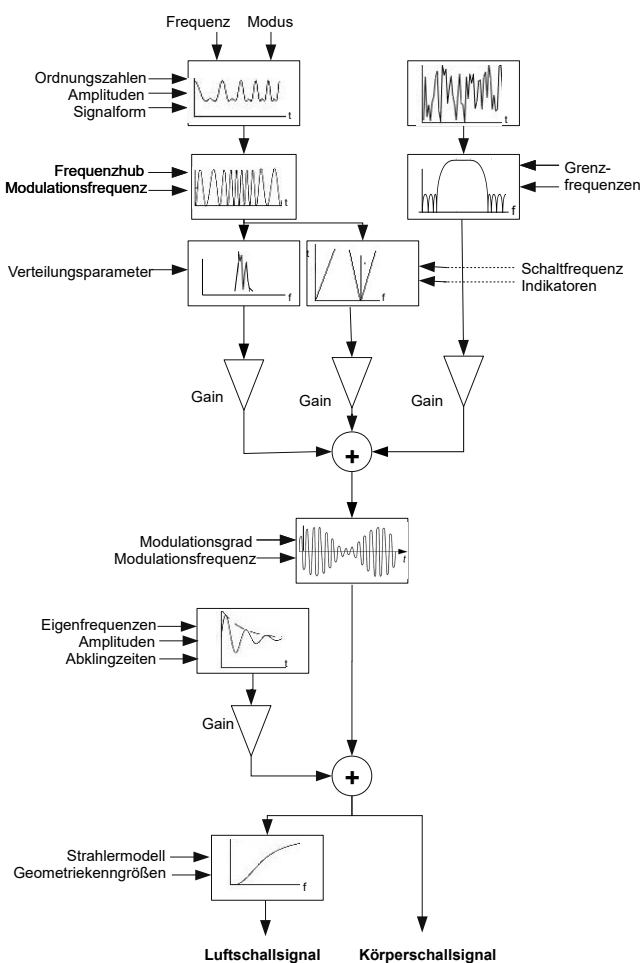 Frequenz Modus
Ordnungszahlen
Amplituden
Signalform
t
t
Frequenzhub
Modulationsfrequenz
t
Grenz-
frequenzen
f
Verteilungsparameter
f
t
f
Schaltfrequenz
Indikatoren
Gain
Gain
Gain
+
Modulationsgrad
Modulationsfrequenz
t
Eigenfrequenzen
Amplituden
Abklingzeiten
t
Gain
+
Strahlermodell
Geometriekenngrößen
f
Luftschallsignal Körperschallsignal